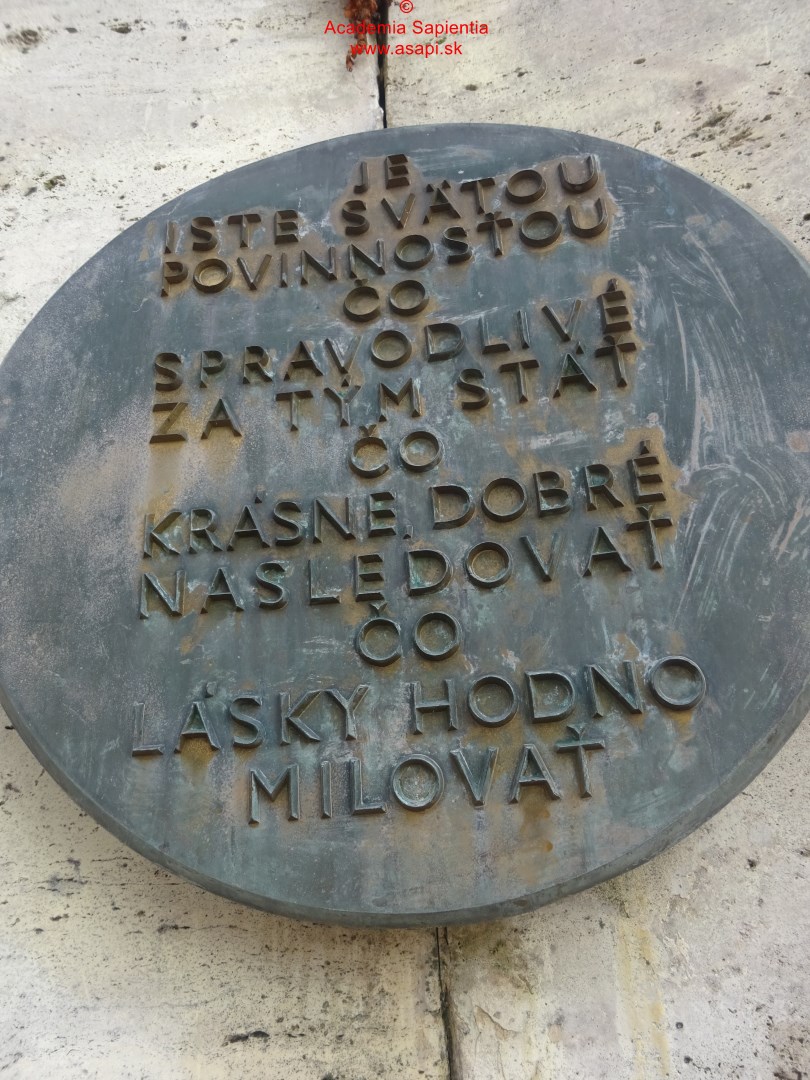 ©
Academia Sapientia
www.asapi.sk
JE
ISTE SVÄTOU
POVINNOSŤOU
ČO
SPRAVODLIVÉ
ZA TÝM STÁŤ
ČO
KRÁSNE, DOBRÉ
NASLEDOVAŤ
ČO
LÁSKY HODNO
MILOVAŤ